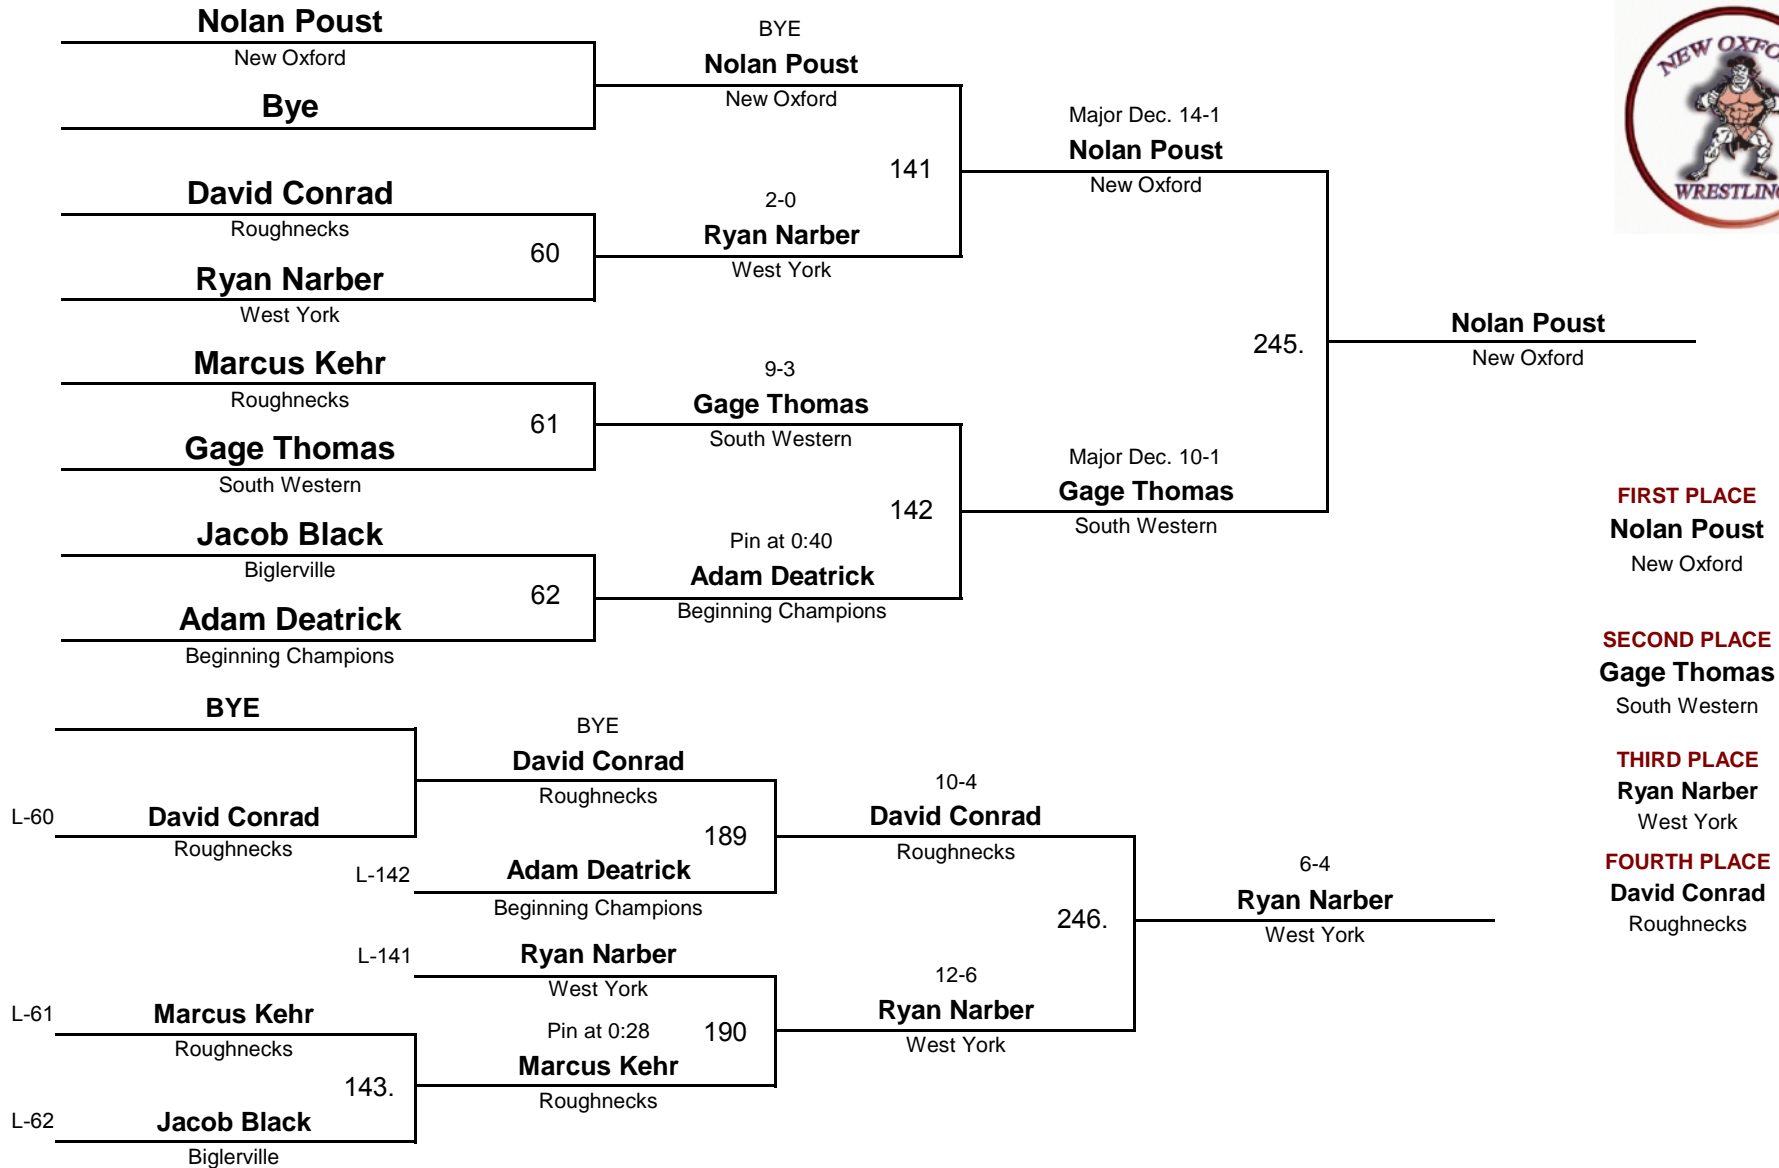 Nolan Poust
New Oxford
Bye
David Conrad
Roughnecks
60
Ryan Narber
West York
Marcus Kehr
Roughnecks
61
Gage Thomas
South Western
Jacob Black
Biglerville
62
Adam Deatrick
Beginning Champions
BYE
Nolan Poust
New Oxford
141
2-0
Ryan Narber
West York
9-3
Gage Thomas
South Western
142
Pin at 0:40
Adam Deatrick
Beginning Champions
Major Dec. 14-1
Nolan Poust
New Oxford
245.
Major Dec. 10-1
Gage Thomas
South Western
Nolan Poust
New Oxford
BYE
L-60
David Conrad
Roughnecks
L-61
Marcus Kehr
Roughnecks
143.
L-62
Jacob Black
Biglerville
BYE
David Conrad
Roughnecks
189
L-142
Adam Deatrick
Beginning Champions
L-141
Ryan Narber
West York
Pin at 0:28
190
Marcus Kehr
Roughnecks
10-4
David Conrad
Roughnecks
246.
12-6
Ryan Narber
West York
6-4
Ryan Narber
West York
FIRST PLACE
Nolan Poust
New Oxford
SECOND PLACE
Gage Thomas
South Western
THIRD PLACE
Ryan Narber
West York
FOURTH PLACE
David Conrad
Roughnecks
NEW